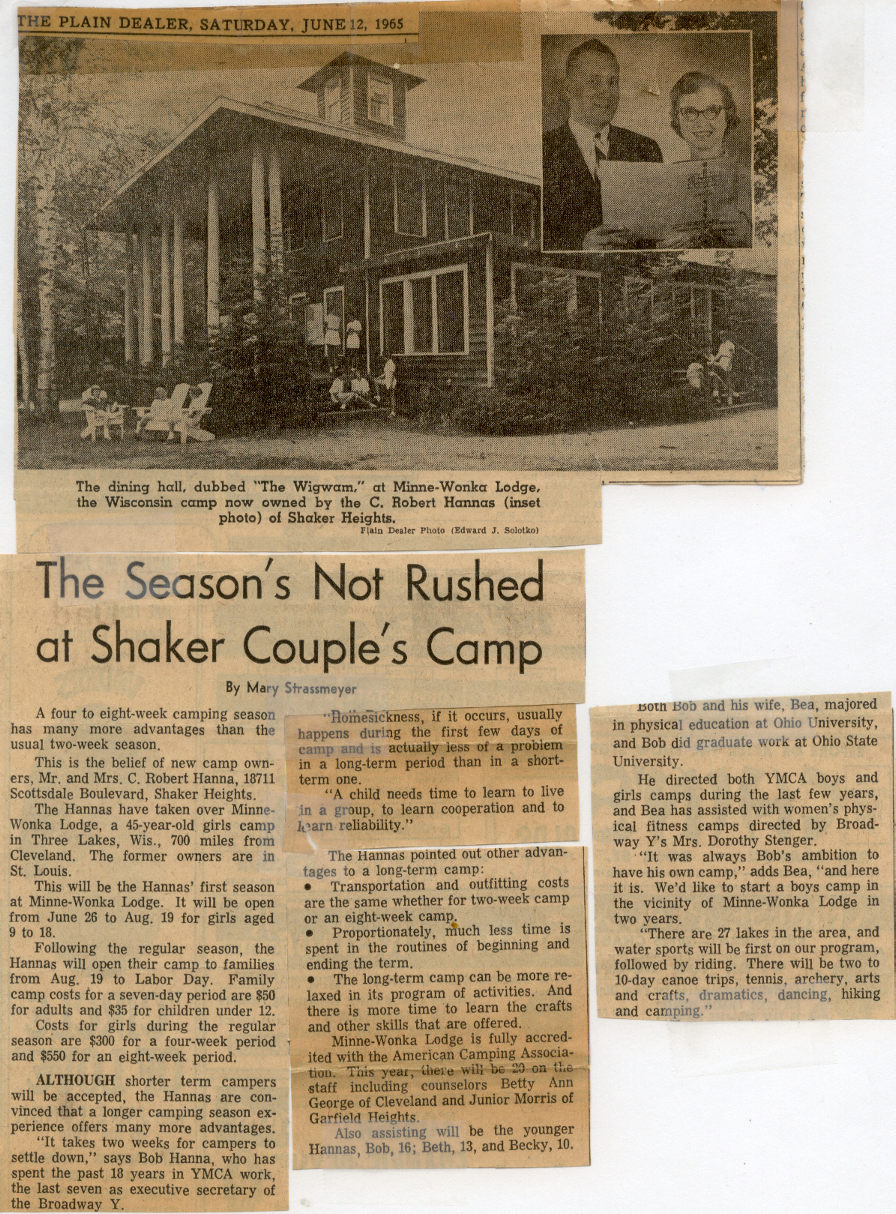 THE PLAIN DEALER, SATURDAY, JUNE 12, 1965
The dining hall, dubbed "The Wigwam," at Minne-Wonka Lodge,
the Wisconsin camp now owned by the C. Robert Hannas (inset
photo) of Shaker Heights.
Plain Dealer Photo (Edward J. Solotko)
The Season's Not Rushed
at Shaker Couple's Camp
By Mary Strassmeyer
A four to eight-week camping season
has many more advantages than the
usual two-week season.
This is the belief of new camp own-
ers, Mr. and Mrs. C. Robert Hanna, 18711
Scottsdale Boulevard, Shaker Heights.
The Hannas have taken over Minne-
Wonka Lodge, a 45-year-old girls camp
in Three Lakes, Wis., 700 miles from
Cleveland. The former owners are in
St. Louis.
This will be the Hannas' first season
at Minne-Wonka Lodge. It will be open
from June 26 to Aug. 19 for girls aged
9 to 18.
Following the regular season, the
Hannas will open their camp to families
from Aug. 19 to Labor Day. Family
camp costs for a seven-day period are $50
for adults and $35 for children under 12.
Costs for girls during the regular
season are $300 for a four-week period
and $550 for an eight-week period.
ALTHOUGH shorter term campers
will be accepted, the Hannas are con-
vinced that a longer camping season ex-
perience offers many more advantages.
"It takes two weeks for campers to
settle down," says Bob Hanna, who has
spent the past 18 years in YMCA work,
the last seven as executive secretary of
the Broadway Y.
"Homesickness, if it occurs, usually
happens during the first few days of
camp and is actually less of a problem
in a long-term period than in a short-
term one.
"A child needs time to learn to live
in a group, to learn cooperation and to
learn reliability."
The Hannas pointed out other advan-
tages to a long-term camp:
• Transportation and outfitting costs
are the same whether for two-week camp
or an eight-week camp.
• Proportionately, much less time is
spent in the routines of beginning and
ending the term.
• The long-term camp can be more re-
laxed in its program of activities. And
there is more time to learn the crafts
and other skills that are offered.
Minne-Wonka Lodge is fully accred-
ited with the American Camping Associa-
tion. This year, there will be 20 on the
staff including counselors Betty Ann
George of Cleveland and Junior Morris of
Garfield Heights.
Also assisting will be the younger
Hannas, Bob, 16; Beth, 13, and Becky, 10.
Both Bob and his wife, Bea, majored
in physical education at Ohio University,
and Bob did graduate work at Ohio State
University.
He directed both YMCA boys and
girls camps during the last few years,
and Bea has assisted with women's phys-
ical fitness camps directed by Broad-
way Y's Mrs. Dorothy Stenger.
"It was always Bob's ambition to
have his own camp," adds Bea, "and here
it is. We'd like to start a boys camp in
the vicinity of Minne-Wonka Lodge in
two years.
"There are 27 lakes in the area, and
water sports will be first on our program,
followed by riding. There will be two to
10-day canoe trips, tennis, archery, arts
and crafts, dramatics, dancing, hiking
and camping."